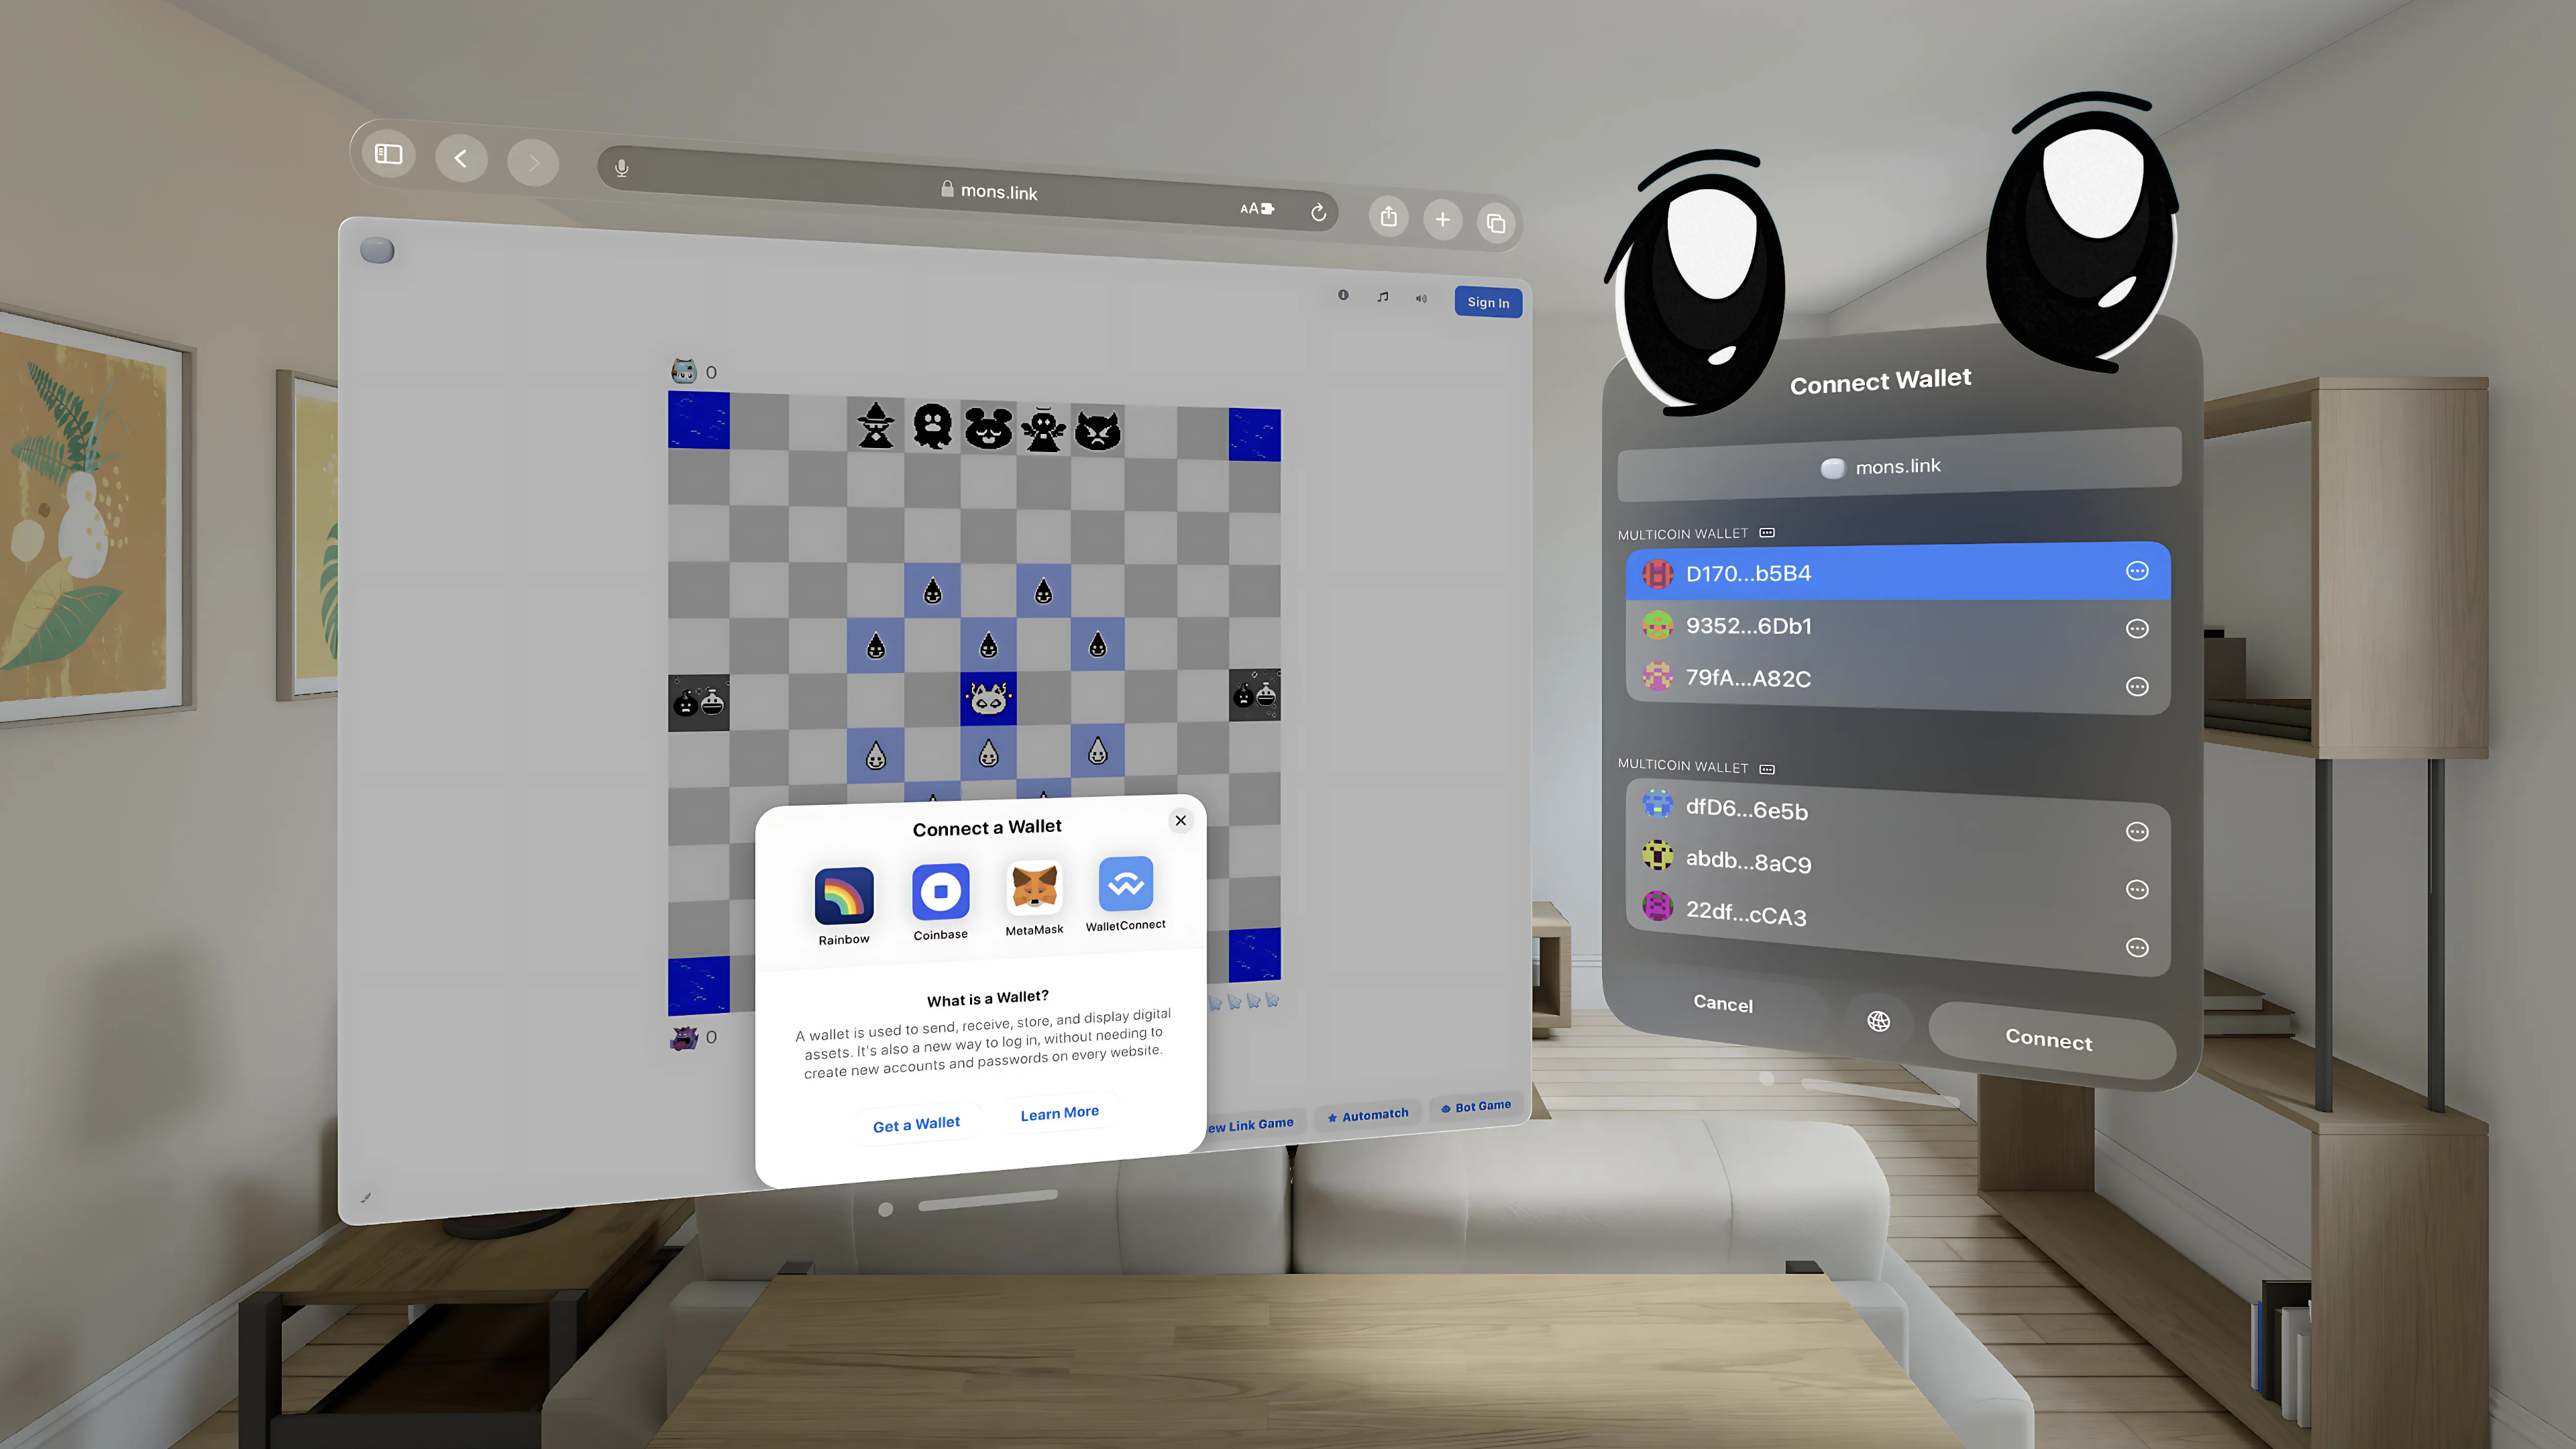 mons.link
AA
Sign In
0
0
Connect a Wallet
Rainbow
Coinbase
MetaMask
WalletConnect
What is a Wallet?
A wallet is used to send, receive, store, and display digital
assets. It's also a new way to log in, without needing to
create new accounts and passwords on every website.
Get a Wallet
Learn More
ew Link Game
Automatch
Bot Game
Connect Wallet
mons.link
MULTICOIN WALLET
D170...b5B4
9352...6Db1
79fA...A82C
MULTICOIN WALLET
dfD6...6e5b
abdb...8aC9
22df...cCA3
Cancel
Connect